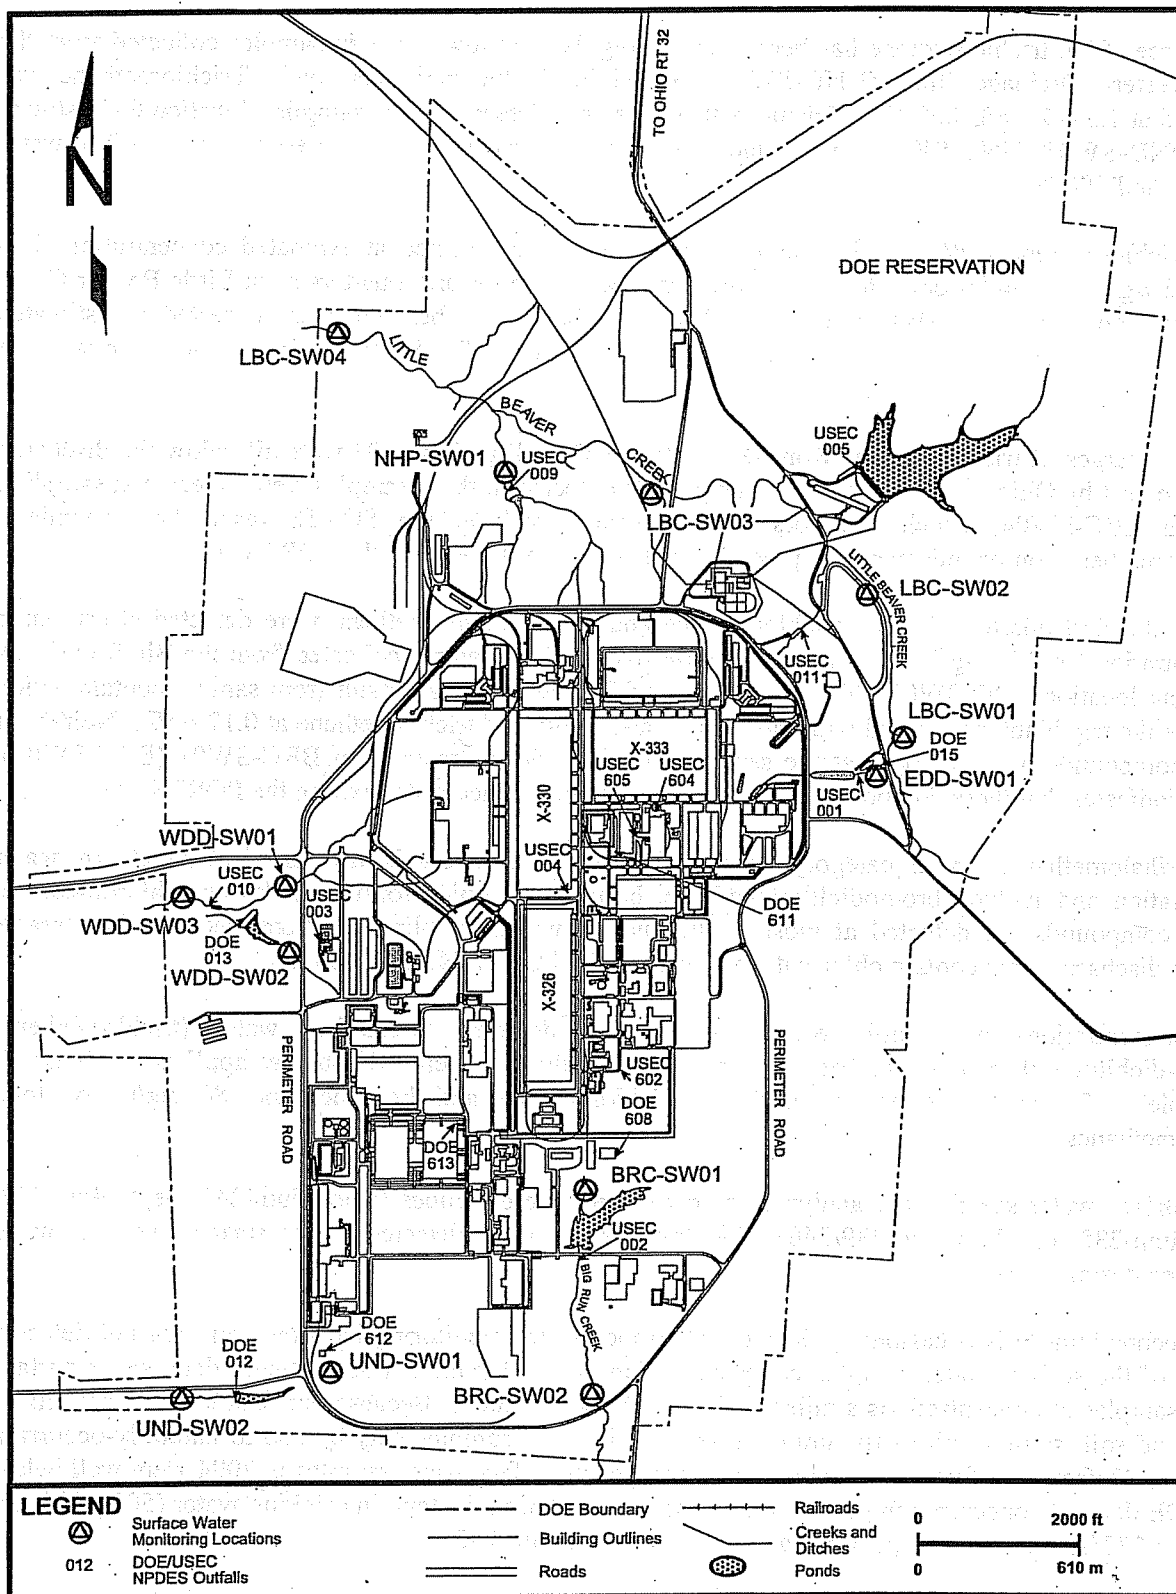 TO OHIO RT 32
N
DOE RESERVATION
LBC-SW04
LITTLE
BEAVER
CREEK
USEC
005
NHP-SW01
USEC
009
LBC-SW03
LITTLE BEAVER CREEK
LBC-SW02
USEC
011
LBC-SW01
DOE
015
EDD-SW01
USEC
001
X-333
USEC
605
USEC
604
X-330
USEC
004
WDD-SW01
USEC
010
USEC
003
WDD-SW03
DOE
013
WDD-SW02
DOE
611
X-326
PERIMETER ROAD
PERIMETER ROAD
USEC
602
DOE
608
DOE
613
BRC-SW01
USEC
002
BIG RUN CREEK
DOE
612
UND-SW01
DOE
012
BRC-SW02
UND-SW02
LEGEND
Surface Water
Monitoring Locations
012
DOE/USEC
NPDES Outfalls
DOE Boundary
Building Outlines
Roads
Railroads
Creeks and
Ditches
Ponds
0
2000 ft
0
610 m